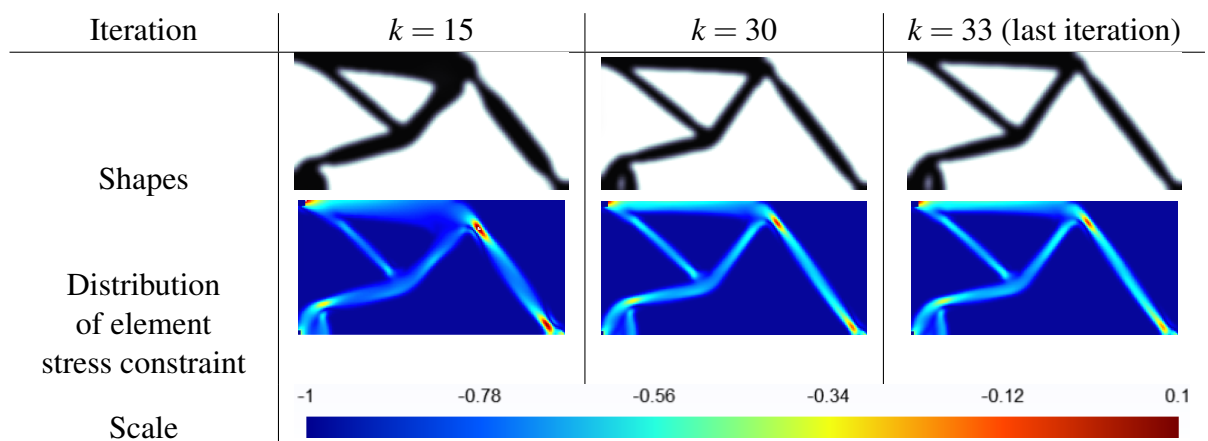 Iteration k = 15 k = 30 k = 33 (last iteration)
Shapes
Distribution
of element
stress constraint
-1 -0.78 -0.56 -0.34 -0.12 0.1
Scale